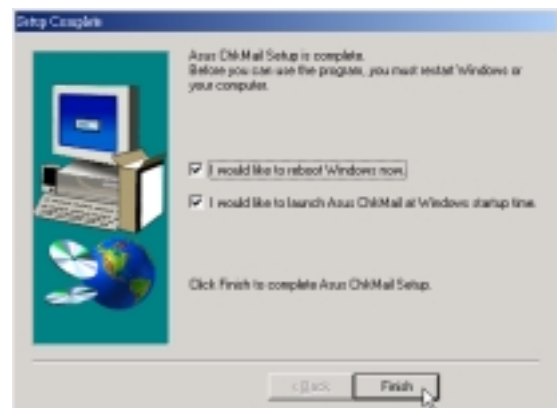 Setup Complete
Asus ChkMail Setup is complete.
Before you can use the program, you must restart Windows or
your computer.
I would like to reboot Windows now.
I would like to launch Asus ChkMail at Windows startup time.
Click Finish to complete Asus ChkMail Setup.
< Back
Finish